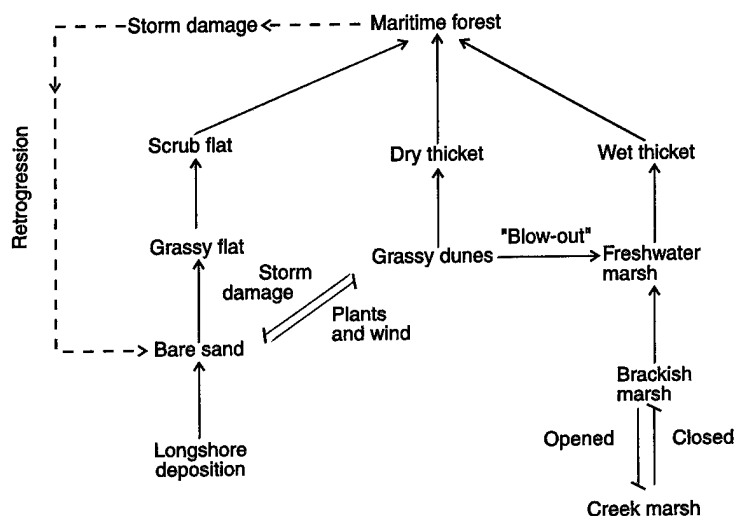 Storm damage
Maritime forest
Retrogression
Scrub flat
Dry thicket
Wet thicket
Grassy flat
Storm
damage
Grassy dunes
"Blow-out"
Freshwater
marsh
Plants
and wind
Bare sand
Brackish
marsh
Longshore
deposition
Opened
Closed
Creek marsh